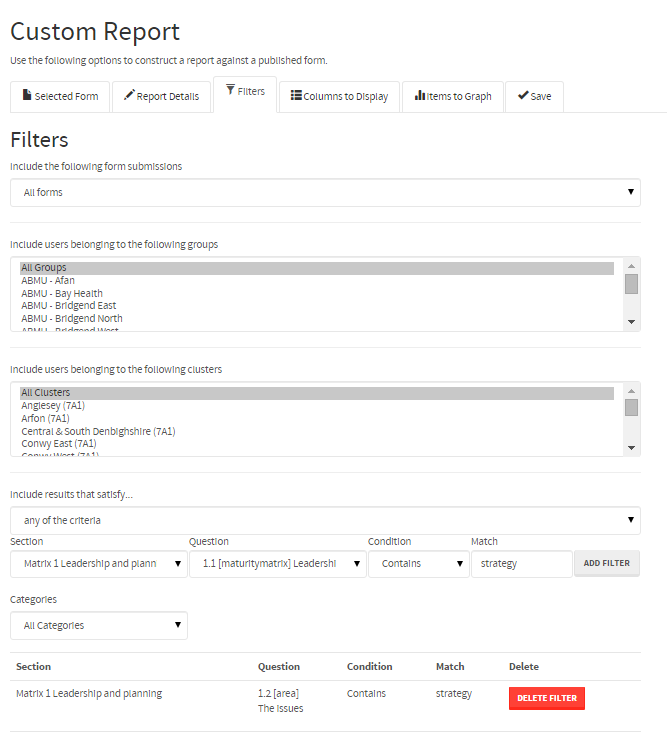 Custom Report
Use the following options to construct a report against a published form.
Selected Form Report Details Filters Columns to Display Items to Graph Save
Filters
Include the following form submissions
All forms
Include users belonging to the following groups
All Groups
ABMU - Afan
ABMU - Bay Health
ABMU - Bridgend East
ABMU - Bridgend North
ABMU - Bridgend West
Include users belonging to the following clusters
All Clusters
Anglesey (7A1)
Arfon (7A1)
Central & South Denbighshire (7A1)
Conwy East (7A1)
Conwy West (7A1)
Include results that satisfy...
any of the criteria
Section Question Condition Match
Matrix 1 Leadership and plann 1.1 [maturitymatrix] Leadershi Contains strategy ADD FILTER
Categories
All Categories
Section Question Condition Match Delete
Matrix 1 Leadership and planning 1.2 [area] Contains strategy DELETE FILTER
The Issues